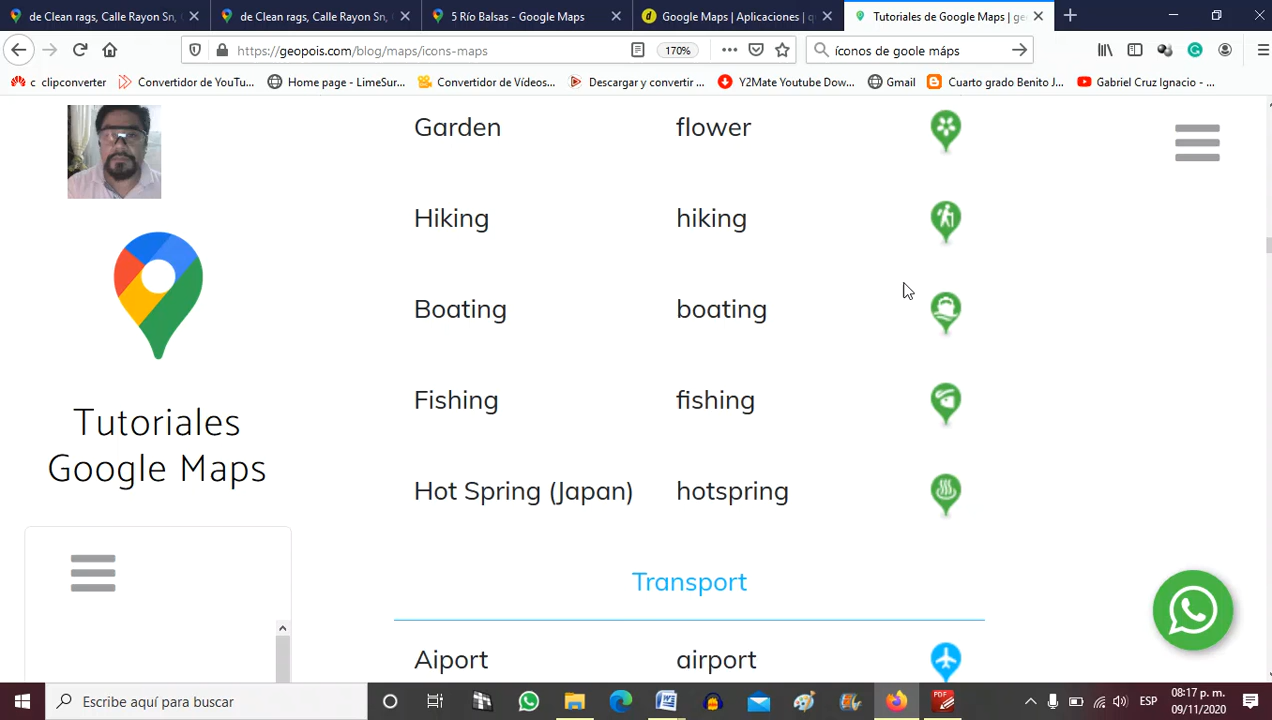 de Clean rags, Calle Rayon Sn,
de Clean rags, Calle Rayon Sn,
5 Río Balsas - Google Maps
Google Maps | Aplicaciones |
Tutoriales de Google Maps |
https://geopois.com/blog/maps/icons-maps
170%
íconos de goole máps
c clipconverter
Convertidor de YouTu...
Home page - LimeSur...
Convertidor de Vídeos...
Descargar y convertir ...
Y2Mate Youtube Dow...
Gmail
Cuarto grado Benito J...
Gabriel Cruz Ignacio - ...
Garden flower
Hiking hiking
Boating boating
Fishing fishing
Hot Spring (Japan) hotspring
Transport
Aiport airport
Tutoriales
Google Maps
Escribe aquí para buscar
PDF
ESP
08:17 p. m.
09/11/2020